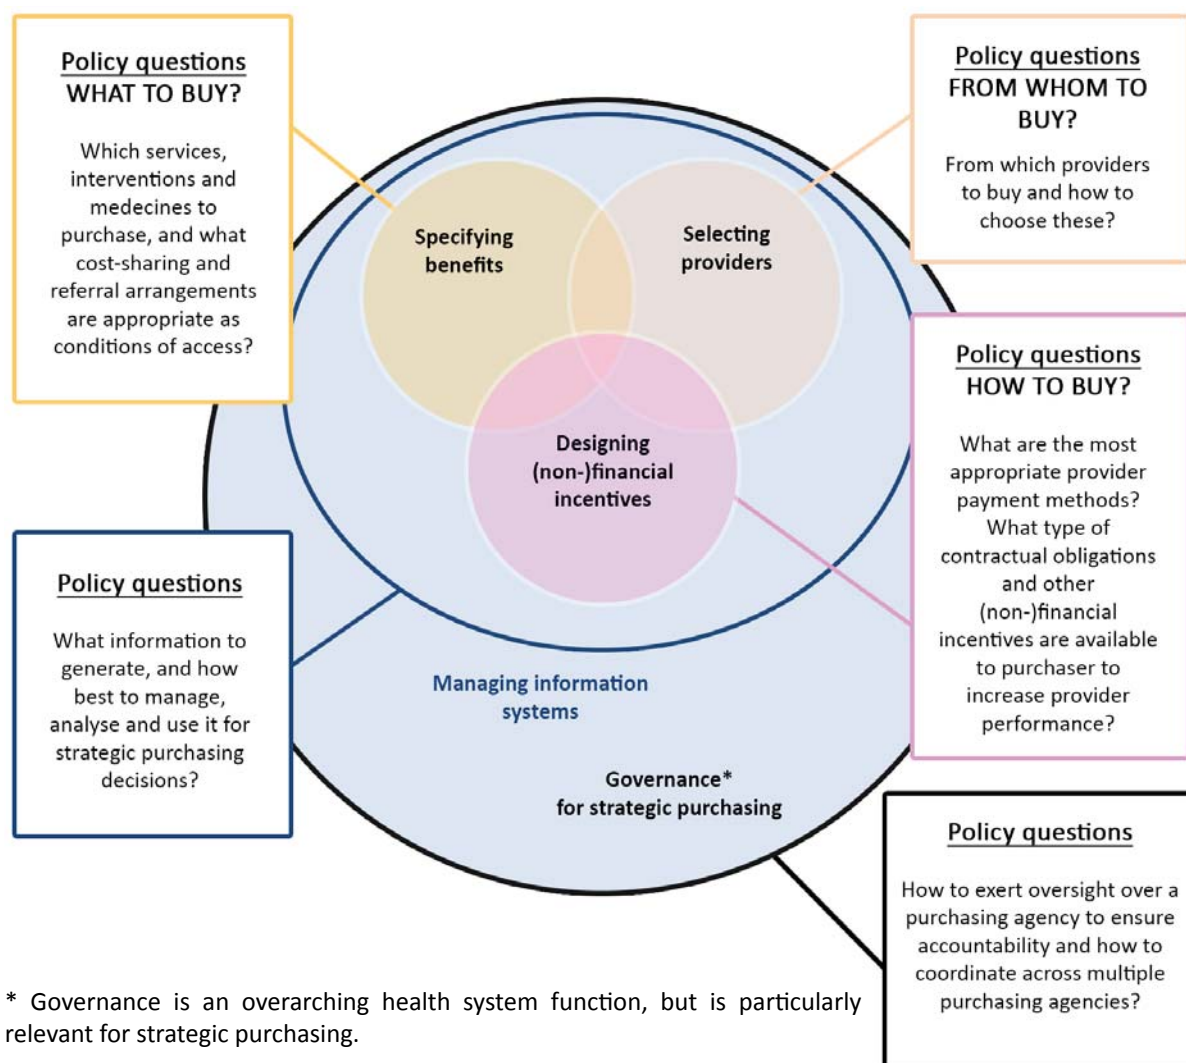 Policy questions
WHAT TO BUY?
Which services,
interventions and
medecines to
purchase, and what
cost-sharing and
referral arrangements
are appropriate as
conditions of access?
Policy questions
FROM WHOM TO
BUY?
From which providers
to buy and how to
choose these?
Specifying
benefits
Selecting
providers
Designing
(non-)financial
incentives
Policy questions
HOW TO BUY?
What are the most
appropriate provider
payment methods?
What type of
contractual obligations
and other
(non-)financial
incentives are available
to purchaser to
increase provider
performance?
Policy questions
What information to
generate, and how
best to manage,
analyse and use it for
strategic purchasing
decisions?
Managing information
systems
Governance*
for strategic purchasing
Policy questions
How to exert oversight over a
purchasing agency to ensure
accountability and how to
coordinate across multiple
purchasing agencies?
* Governance is an overarching health system function, but is particularly
relevant for strategic purchasing.